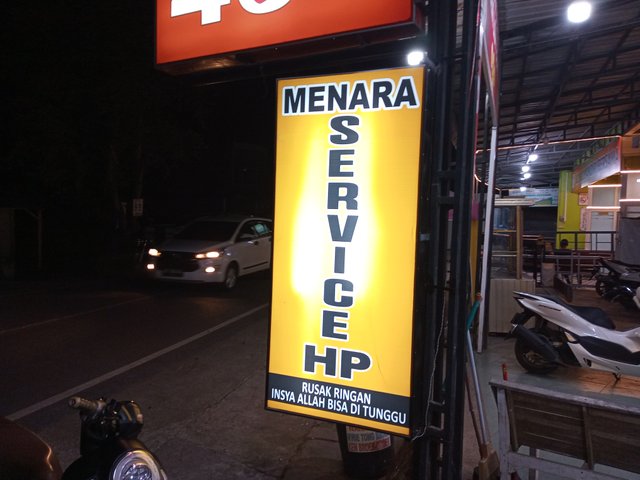 MENARA
SERVICE
HP
RUSAK RINGAN
INSYA ALLAH BISA DI TUNGGU